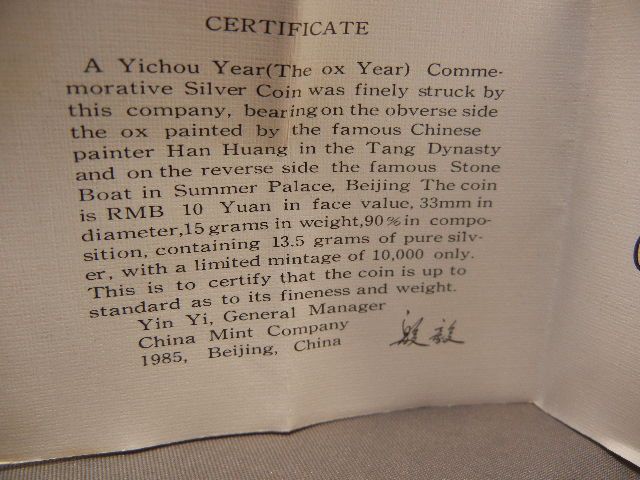 CERTIFICATE
A Yichou Year(The ox Year) Comme-
morative Silver Coin was finely struck by
this company, bearing on the obverse side
the ox painted by the famous Chinese
painter Han Huang in the Tang Dynasty
and on the reverse side the famous Stone
Boat in Summer Palace, Beijing The coin
is RMB 10 Yuan in face value, 33mm in
diameter,15 grams in weight,90%in compo-
sition, containing 13.5 grams of pure silv-
er, with a limited mintage of 10,000 only.
This is to certify that the coin is up to
standard as to its fineness and weight.
Yin Yi, General Manager
China Mint Company
1985, Beijing, China